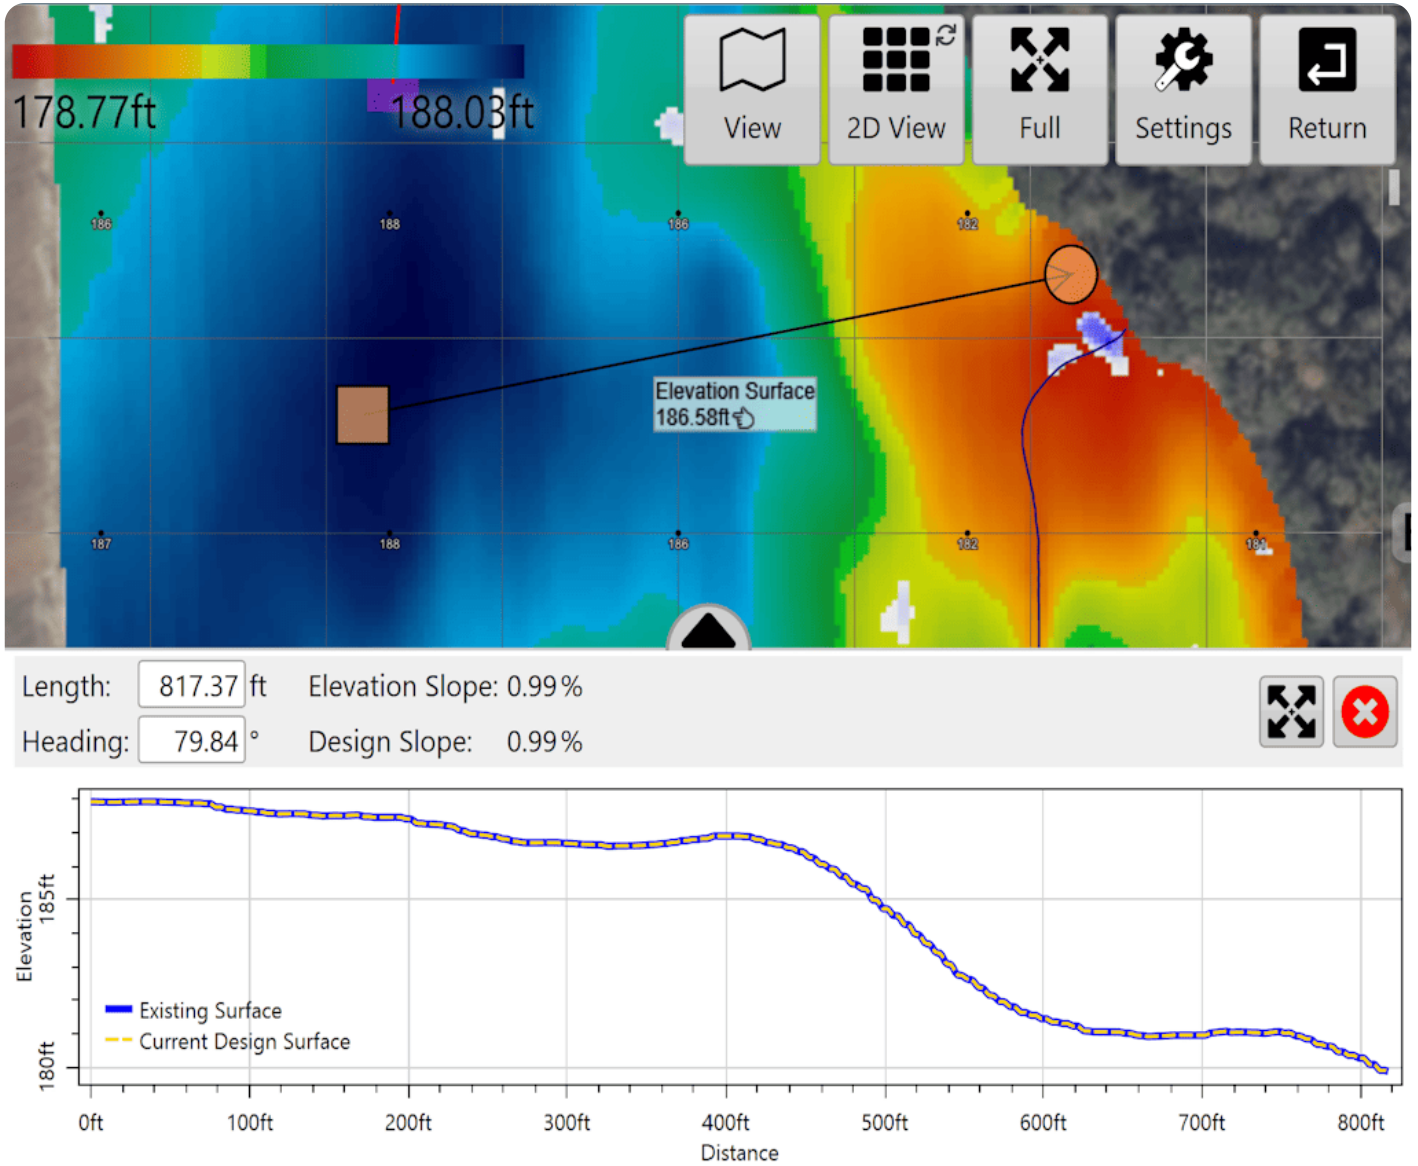 178.77ft 188.03ft
View 2D View Full Settings Return
186 188 186 182
Elevation Surface
186.58ft
187 188 186 182 181
Length: 817.37 ft Elevation Slope: 0.99%
Heading: 79.84 ° Design Slope: 0.99%
Elevation
185ft
180ft
Existing Surface
Current Design Surface
0ft 100ft 200ft 300ft 400ft 500ft 600ft 700ft 800ft
Distance